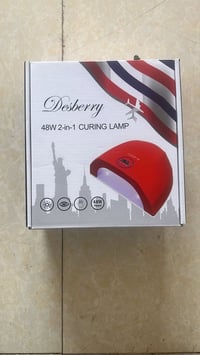 Desberry
48W 2-in-1 CURING LAMP